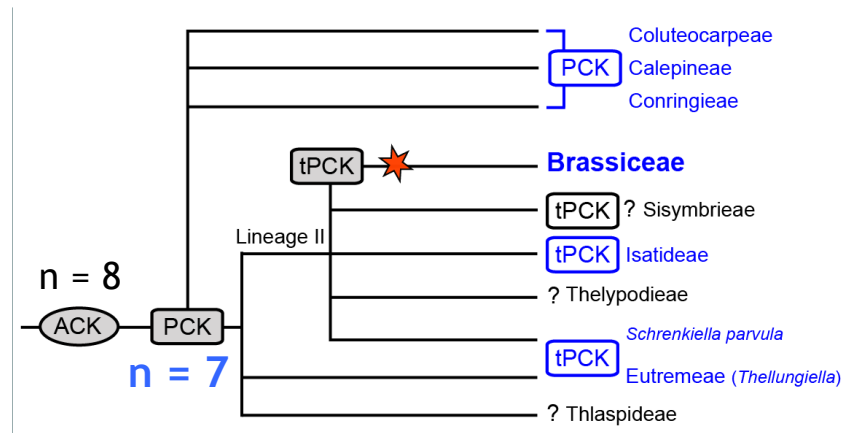 Coluteocarpeae
PCK Calepineae
Conringieae
tPCK Brassiceae
tPCK ? Sisymbrieae
Lineage II
tPCK Isatideae
n = 8
? Thelypodieae
ACK PCK
Schrenkiella parvula
tPCK
n = 7
Eutremeae (Thellungiella)
? Thlaspideae